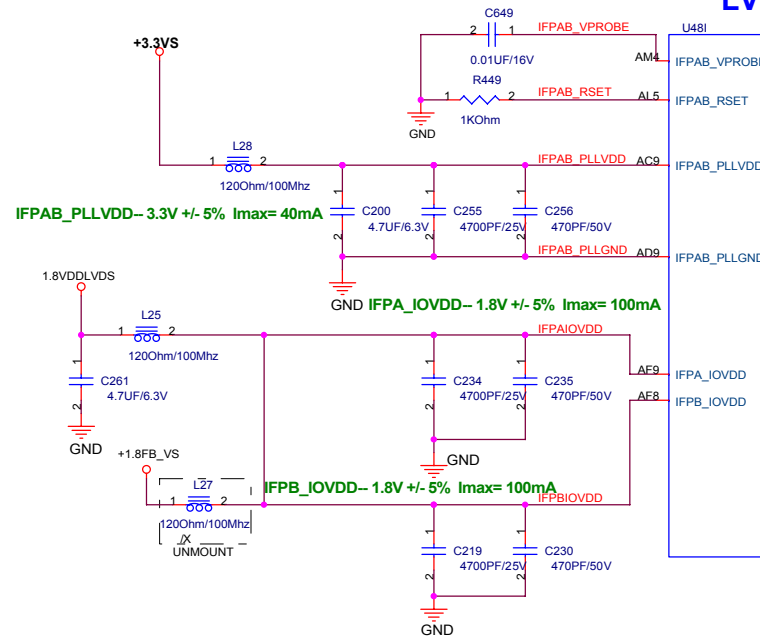 LV
C649
2
1
IFPAB_VPROBE
U48I
+3.3VS
0.01UF/16V
AM4
IFPAB_VPROBE
R449
1
2
IFPAB_RSET
AL5
IFPAB_RSET
1KOhm
GND
L28
1
2
IFPAB_PLLVDD
AC9
IFPAB_PLLVDD
120Ohm/100Mhz
IFPAB_PLLVDD-- 3.3V +/- 5% Imax= 40mA
1
2
C200
4.7UF/6.3V
1
2
C255
4700PF/25V
1
2
C256
470PF/50V
IFPAB_PLLGND
AD9
IFPAB_PLLGND
1.8VDDLVDS
GND
IFPA_IOVDD-- 1.8V +/- 5% Imax= 100mA
L25
1
2
IFPAIOVDD
120Ohm/100Mhz
1
2
C261
4.7UF/6.3V
1
2
C234
4700PF/25V
1
2
C235
470PF/50V
AF9
IFPA_IOVDD
AF8
IFPB_IOVDD
GND
+1.8FB_VS
GND
L27
1
2
IFPB_IOVDD-- 1.8V +/- 5% Imax= 100mA
IFPBIOVDD
120Ohm/100Mhz
/X
UNMOUNT
1
2
C219
4700PF/25V
1
2
C230
470PF/50V
GND